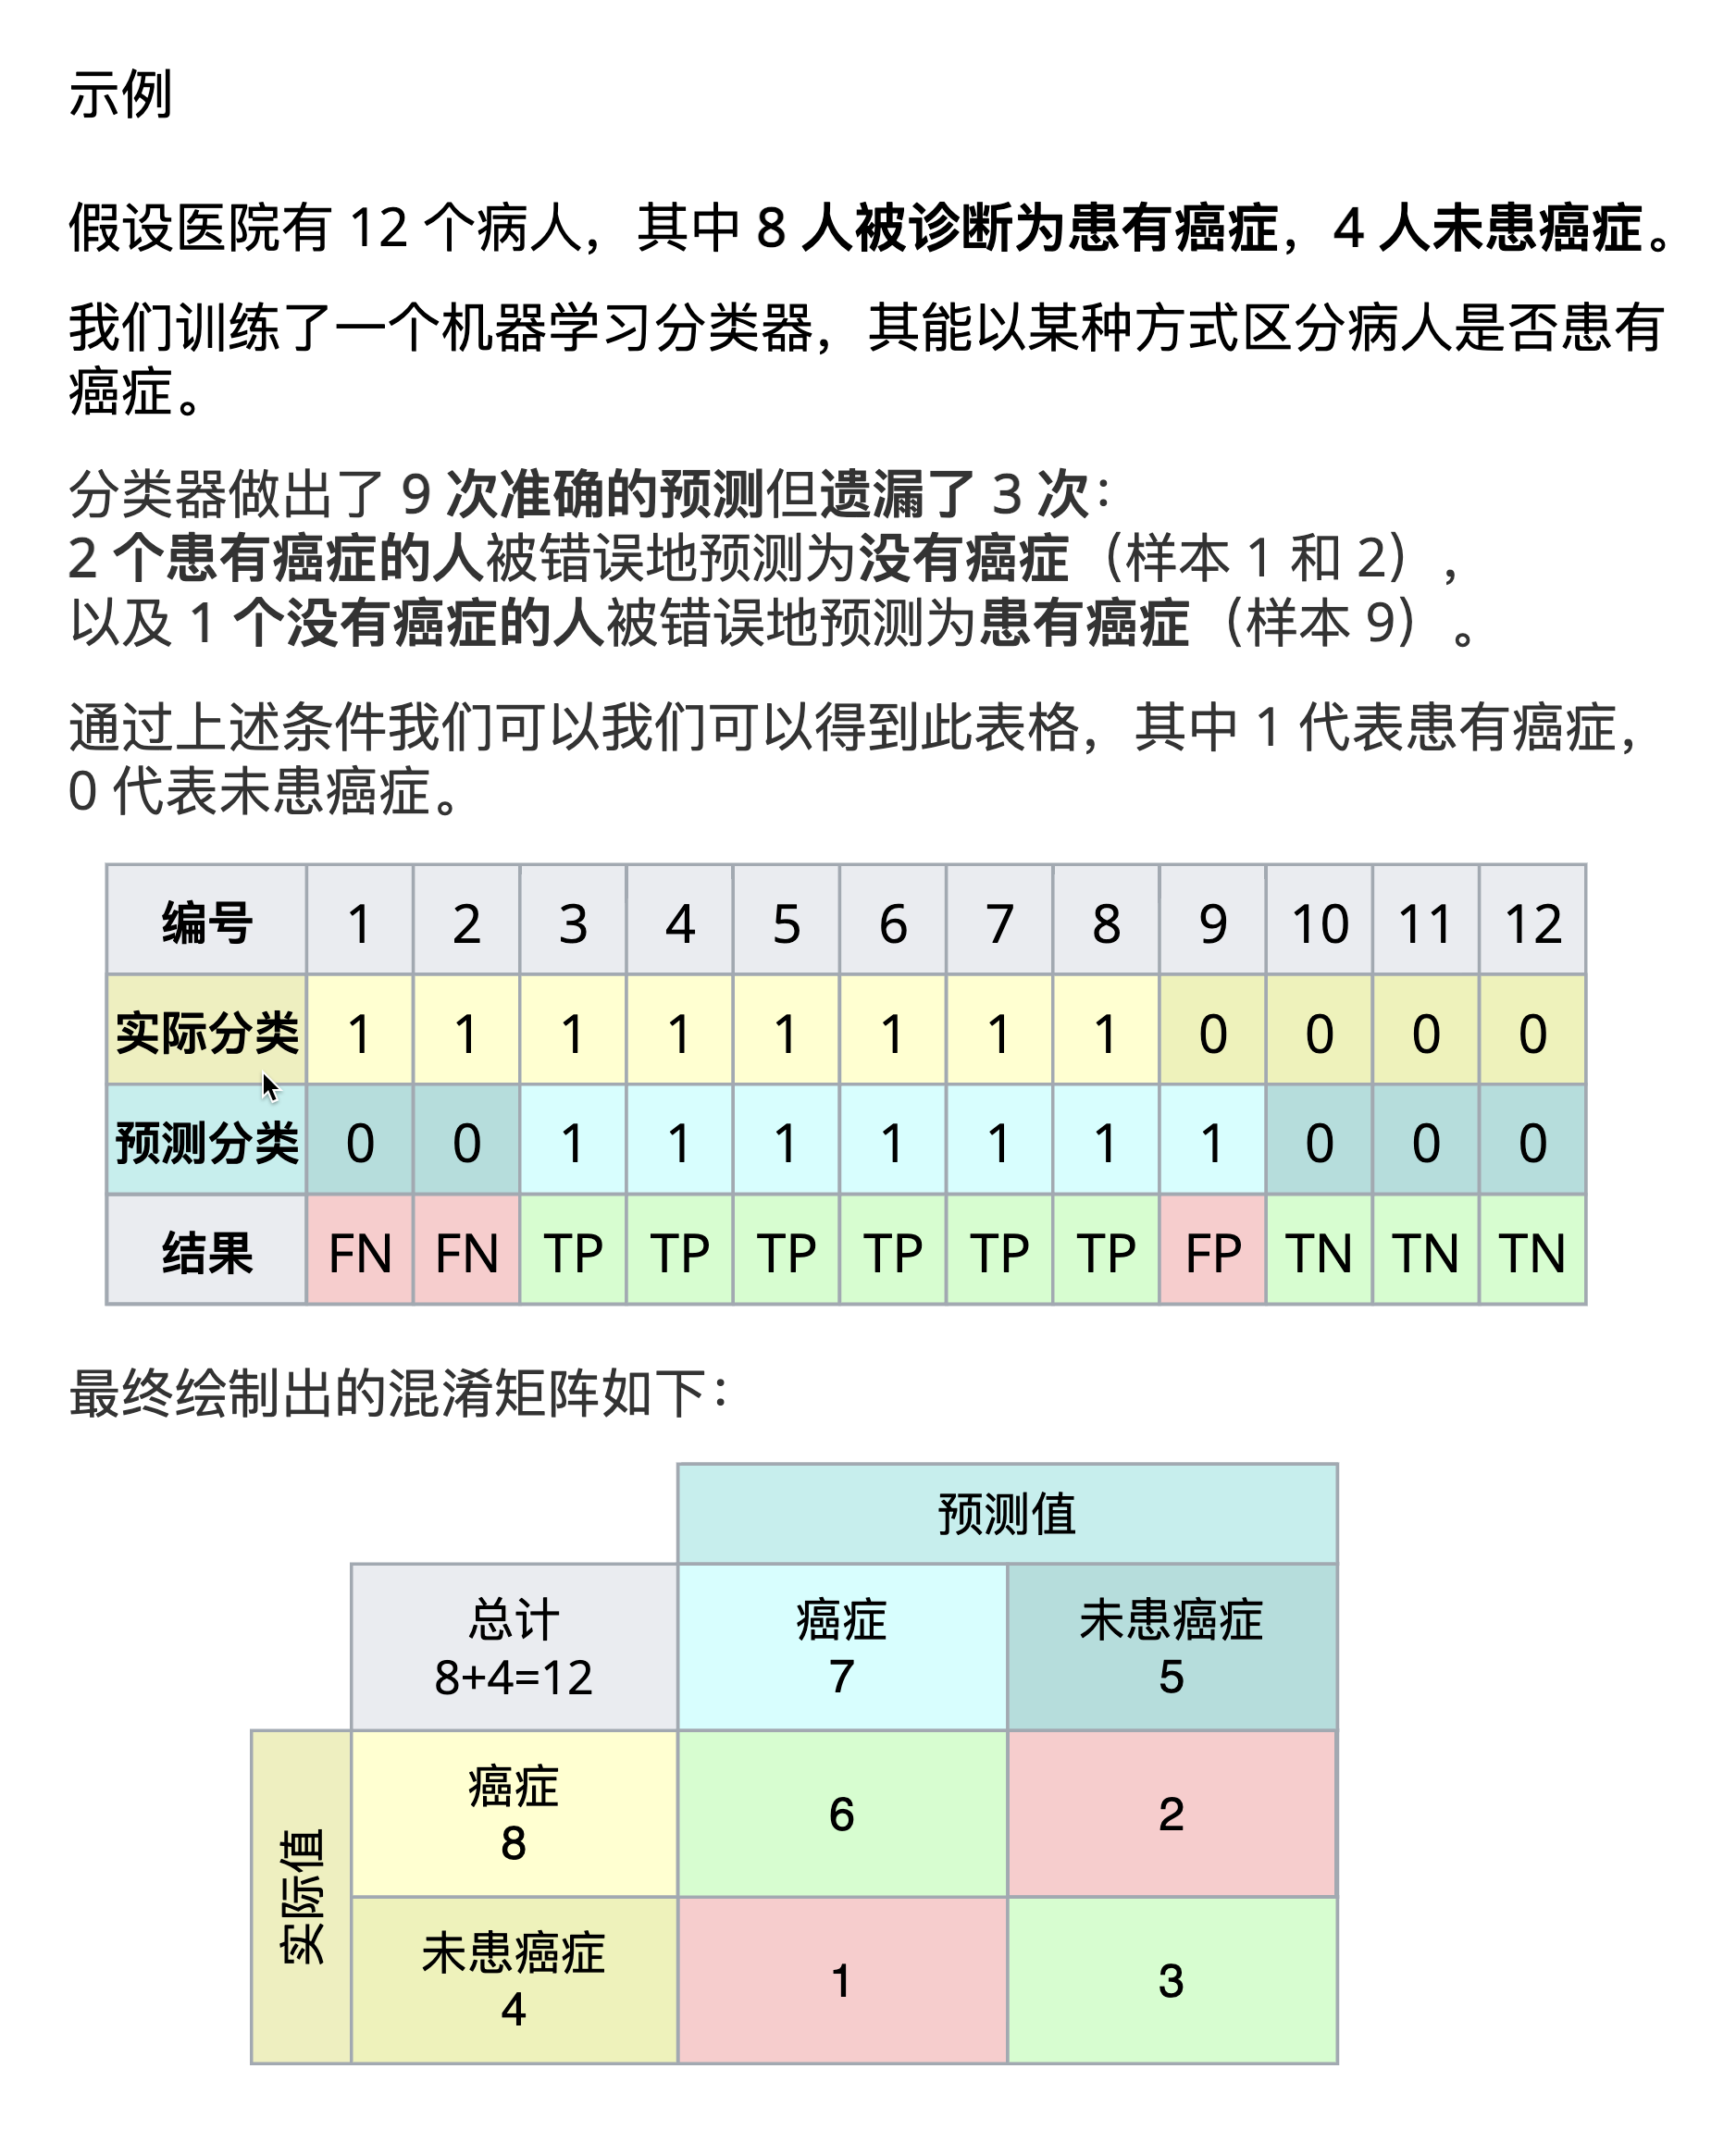 示例
假设医院有 12 个病人，其中 8 人被诊断为患有癌症，4 人未患癌症。
我们训练了一个机器学习分类器，其能以某种方式区分病人是否患有
癌症。
分类器做出了 9 次准确的预测但遗漏了 3 次：
2 个患有癌症的人被错误地预测为没有癌症（样本 1 和 2），
以及 1 个没有癌症的人被错误地预测为患有癌症（样本 9）。
通过上述条件我们可以我们可以得到此表格，其中 1 代表患有癌症，
0 代表未患癌症。
编号 1 2 3 4 5 6 7 8 9 10 11 12
实际分类 1 1 1 1 1 1 1 1 0 0 0 0
预测分类 0 0 1 1 1 1 1 1 1 0 0 0
结果 FN FN TP TP TP TP TP TP FP TN TN TN
最终绘制出的混淆矩阵如下：
预测值
总计 癌症 未患癌症
8+4=12 7 5
实际值
癌症
8 6 2
未患癌症
4 1 3